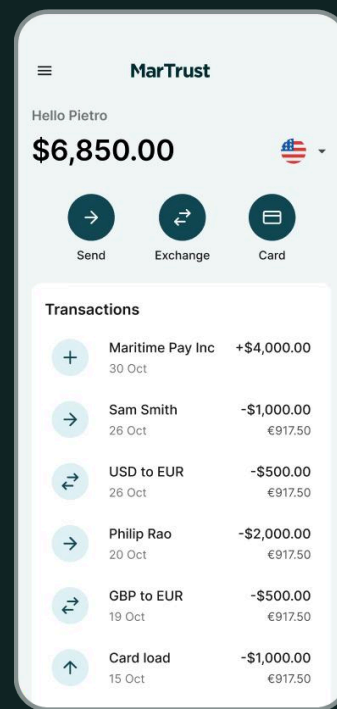 MarTrust
Hello Pietro
$6,850.00
Send Exchange Card
Transactions
Maritime Pay Inc +$4,000.00
30 Oct
Sam Smith -$1,000.00
26 Oct €917.50
USD to EUR -$500.00
26 Oct €917.50
Philip Rao -$2,000.00
20 Oct €917.50
GBP to EUR -$500.00
19 Oct €917.50
Card load -$1,000.00
15 Oct €917.50